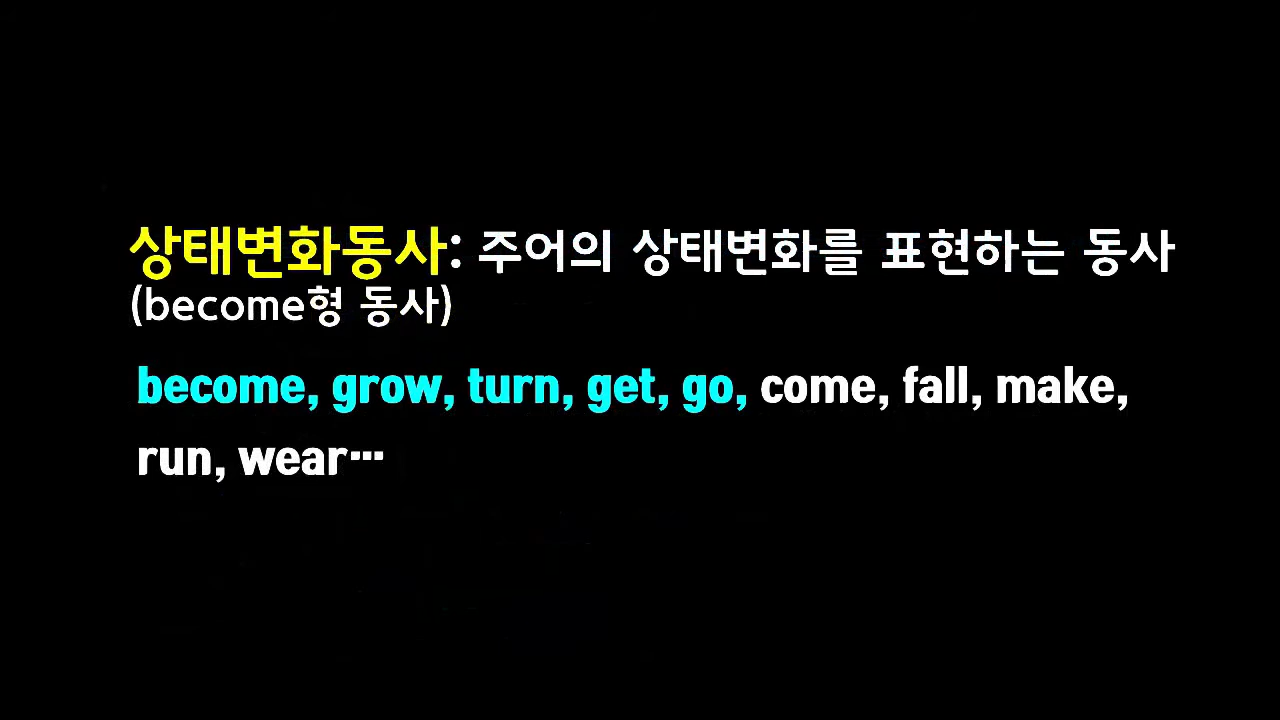 상태변화동사: 주어의 상태변화를 표현하는 동사
(become형 동사)
become, grow, turn, get, go, come, fall, make,
run, wear…